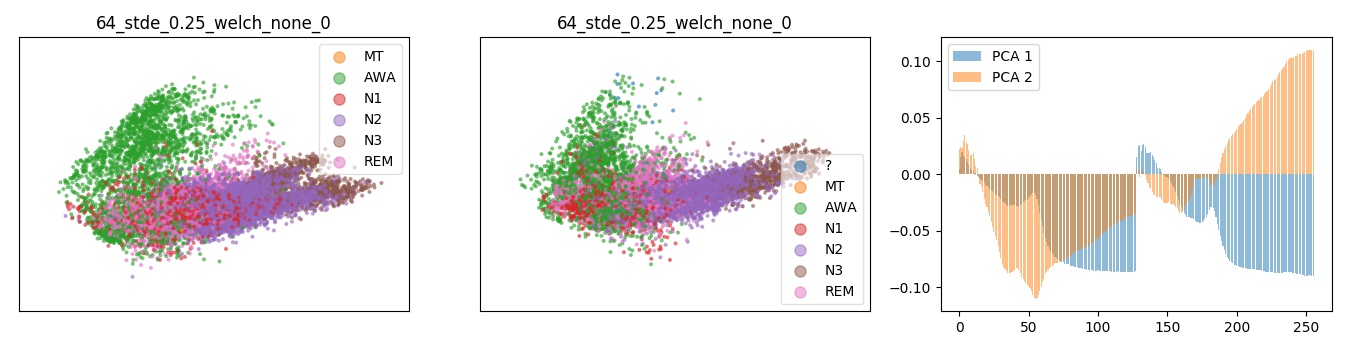 64_stde_0.25_welch_none_0
MT
AWA
N1
N2
N3
REM
64_stde_0.25_welch_none_0
?
MT
AWA
N1
N2
N3
REM
PCA 1
PCA 2
0.10
0.05
0.00
−0.05
−0.10
0 50 100 150 200 250